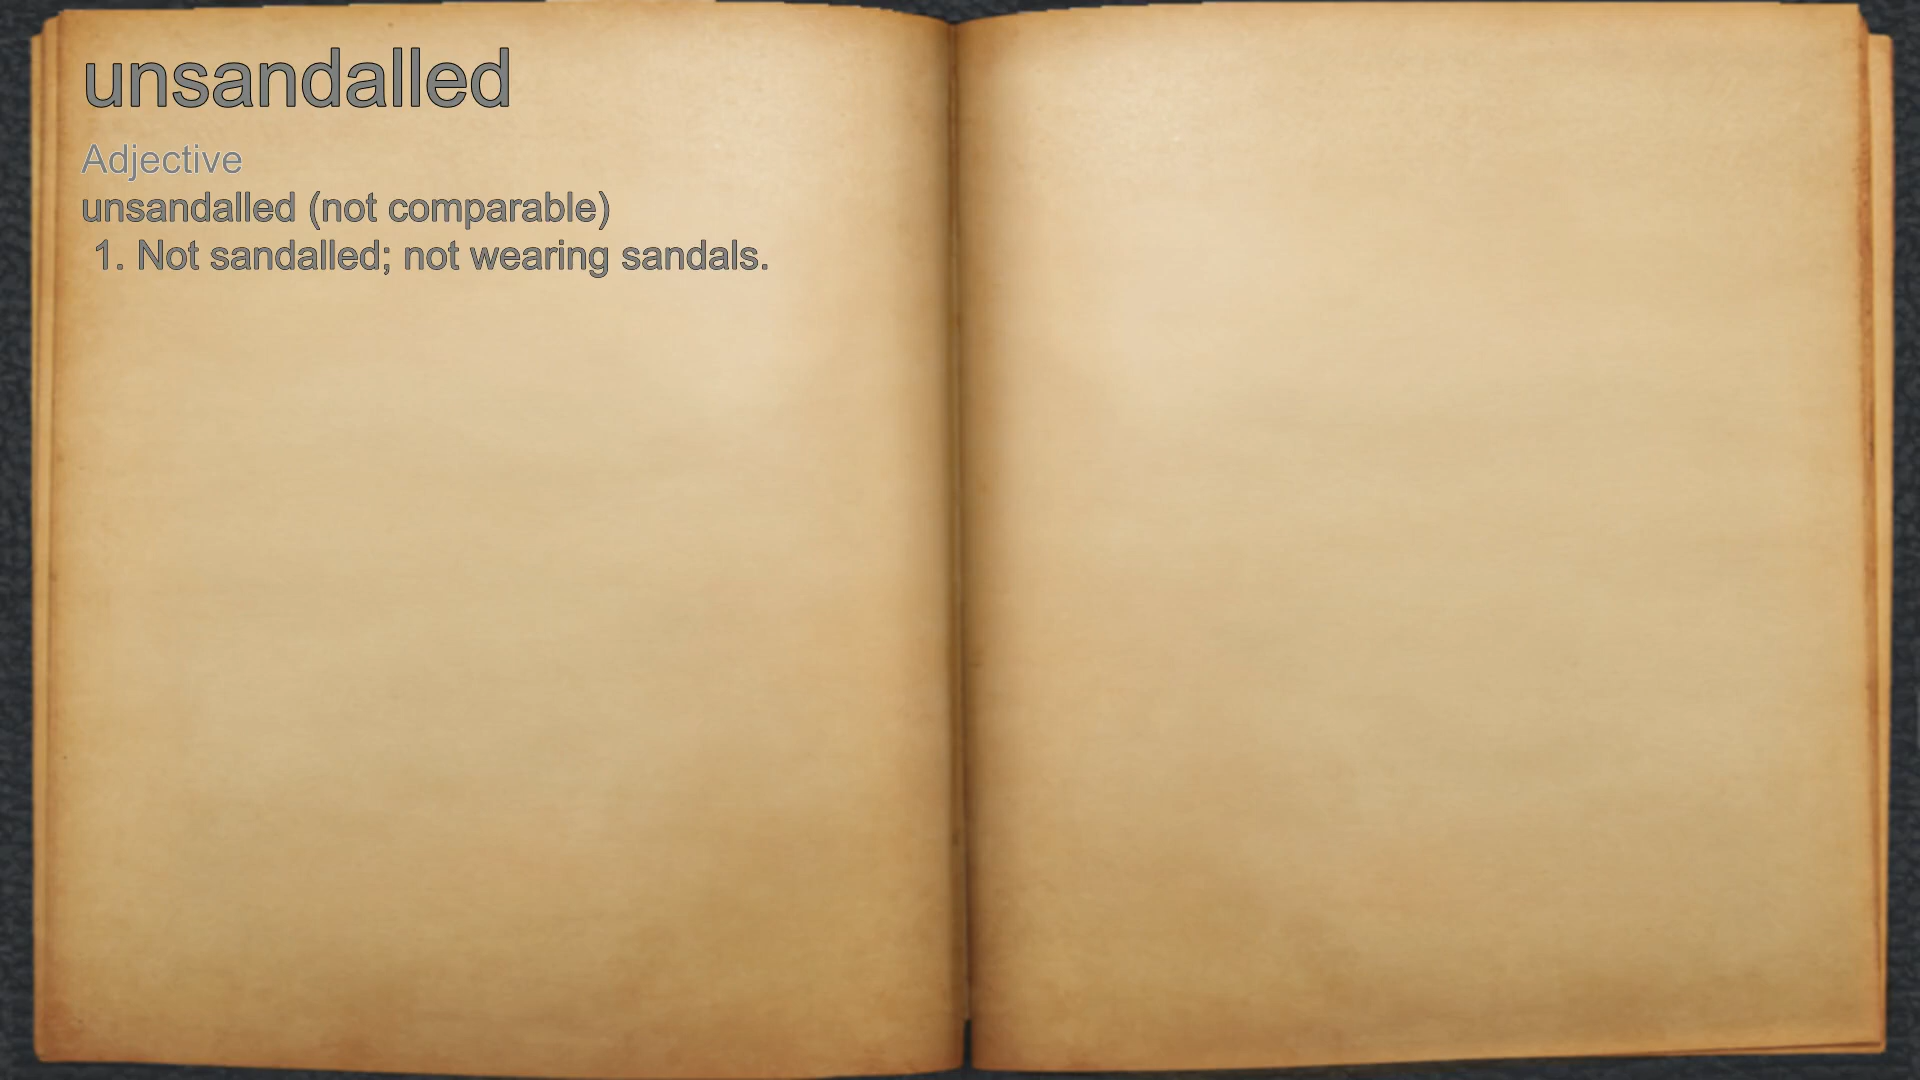 unsandalled
Adjective
unsandalled (not comparable)
1. Not sandalled; not wearing sandals.